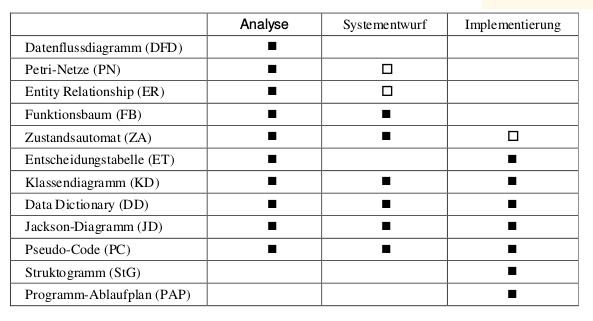 Analyse Systementwurf Implementierung
Datenflussdiagramm (DFD) ■
Petri-Netze (PN) ■ □
Entity Relationship (ER) ■ □
Funktionsbaum (FB) ■ ■
Zustandsautomat (ZA) ■ ■ □
Entscheidungstabelle (ET) ■ ■
Klassendiagramm (KD) ■ ■ ■
Data Dictionary (DD) ■ ■ ■
Jackson-Diagramm (JD) ■ ■ ■
Pseudo-Code (PC) ■ ■ ■
Struktogramm (StG) ■
Programm-Ablaufplan (PAP) ■